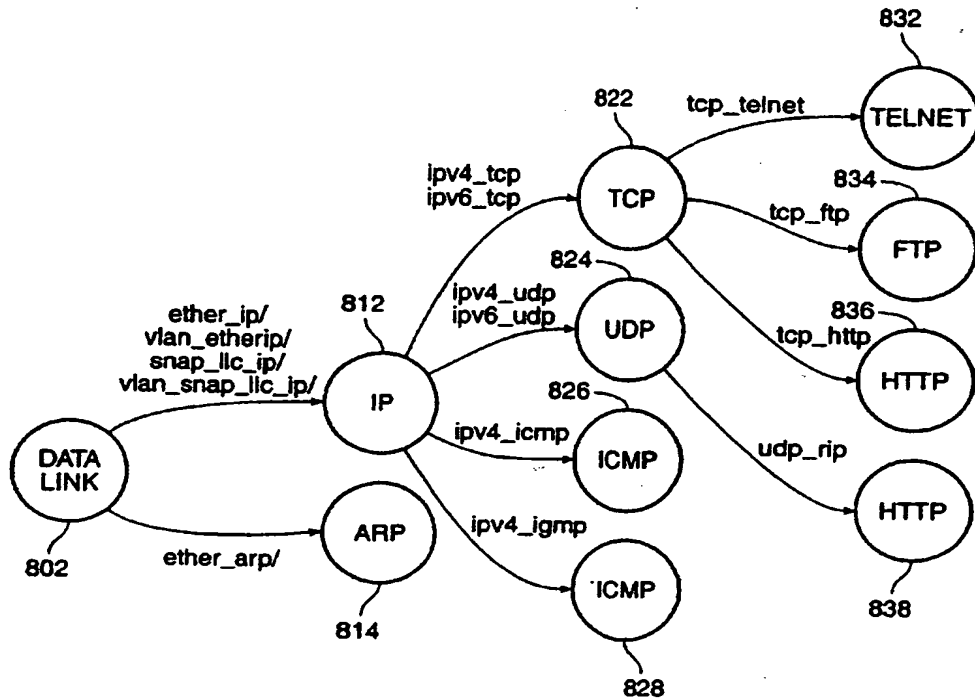 832
TELNET
tcp_telnet
822
TCP
ipv4_tcp
ipv6_tcp
834
FTP
tcp_ftp
824
UDP
ipv4_udp
ipv6_udp
812
IP
ether_ip/
vlan_etherip/
snap_llc_ip/
vlan_snap_llc_ip/
836
HTTP
tcp_http
826
ICMP
ipv4_icmp
udp_rip
HTTP
838
DATA
LINK
802
ether_arp/
ARP
814
ipv4_igmp
ICMP
828